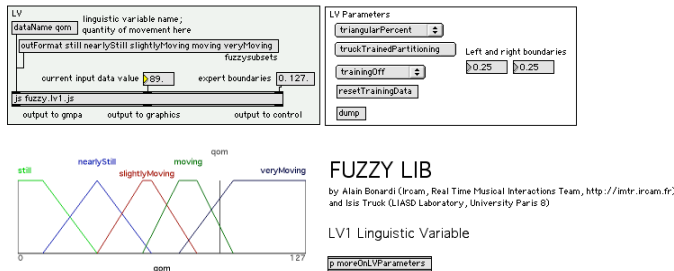 LV
dataName qom
linguistic variable name;
quantity of movement here
outFormat still nearlyStill slightlyMoving moving veryMoving
fuzzysubsets
current input data value
89.
expert boundaries
0. 127.
js fuzzy.lv1.js
output to gmpa
output to graphics
output to control
LV Parameters
triangularPercent
truckTrainedPartitioning
Left and right boundaries
trainingOff
0.25
0.25
resetTrainingData
dump
still
nearlyStill
slightlyMoving
moving
qom
veryMoving
0
127
qom
FUZZY LIB
by Alain Bonardi (Ircam, Real Time Musical Interactions Team, http://imtr.ircam.fr)
and Isis Truck (LIASD Laboratory, University Paris 8)
LV1 Linguistic Variable
p moreOnLVParameters